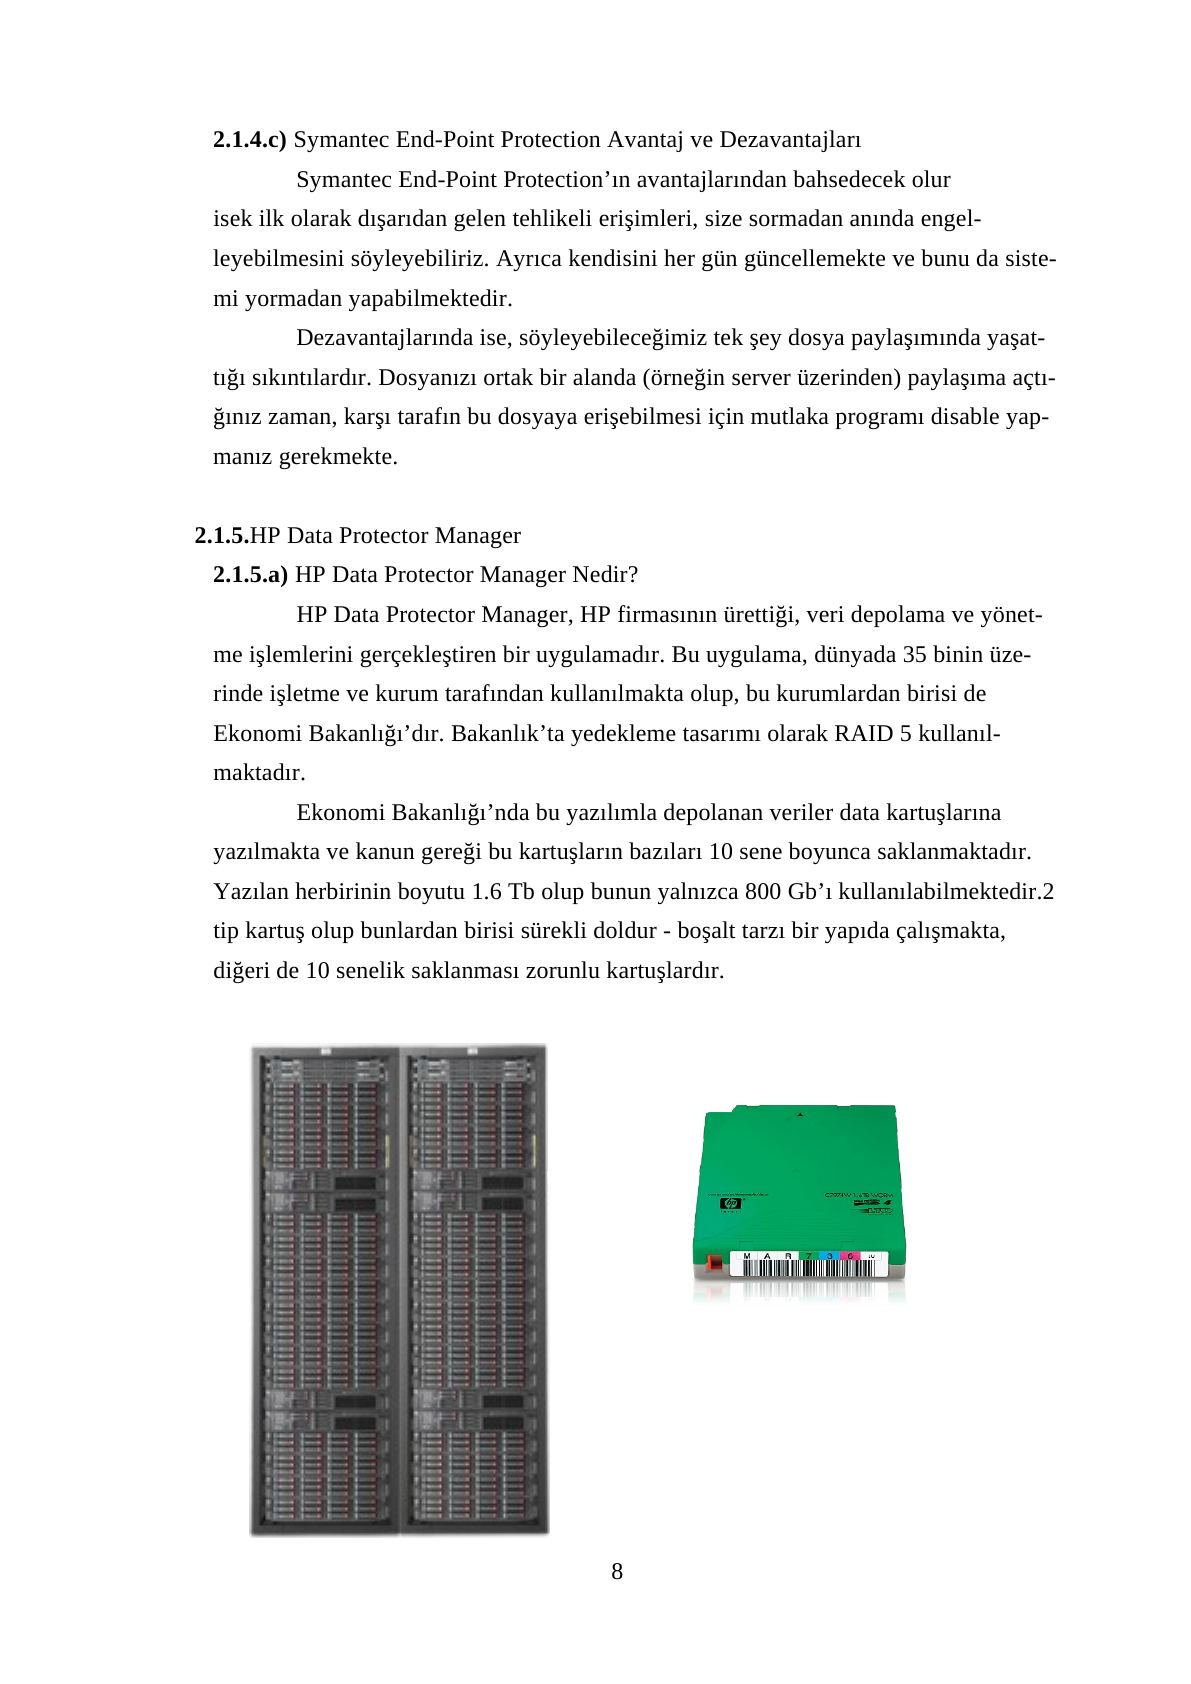 2.1.4.c) Symantec End-Point Protection Avantaj ve Dezavantajları
Symantec End-Point Protection’ın avantajlarından bahsedecek olur
isek ilk olarak dışarıdan gelen tehlikeli erişimleri, size sormadan anında engel-
leyebilmesini söyleyebiliriz. Ayrıca kendisini her gün güncellemekte ve bunu da siste-
mi yormadan yapabilmektedir.
Dezavantajlarında ise, söyleyebileceğimiz tek şey dosya paylaşımında yaşat-
tığı sıkıntılardır. Dosyanızı ortak bir alanda (örneğin server üzerinden) paylaşıma açtı-
ğınız zaman, karşı tarafın bu dosyaya erişebilmesi için mutlaka programı disable yap-
manız gerekmekte.
2.1.5.HP Data Protector Manager
2.1.5.a) HP Data Protector Manager Nedir?
HP Data Protector Manager, HP firmasının ürettiği, veri depolama ve yönet-
me işlemlerini gerçekleştiren bir uygulamadır. Bu uygulama, dünyada 35 binin üze-
rinde işletme ve kurum tarafından kullanılmakta olup, bu kurumlardan birisi de
Ekonomi Bakanlığı’dır. Bakanlık’ta yedekleme tasarımı olarak RAID 5 kullanıl-
maktadır.
Ekonomi Bakanlığı’nda bu yazılımla depolanan veriler data kartuşlarına
yazılmakta ve kanun gereği bu kartuşların bazıları 10 sene boyunca saklanmaktadır.
Yazılan herbirinin boyutu 1.6 Tb olup bunun yalnızca 800 Gb’ı kullanılabilmektedir.2
tip kartuş olup bunlardan birisi sürekli doldur - boşalt tarzı bir yapıda çalışmakta,
diğeri de 10 senelik saklanması zorunlu kartuşlardır.
hp
M A R 7 3 6
8